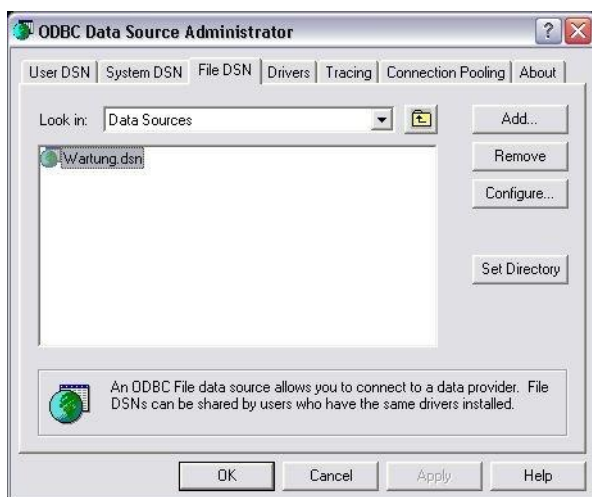 ODBC Data Source Administrator
User DSN System DSN File DSN Drivers Tracing Connection Pooling About
Look in: Data Sources
Add...
Wartung.dsn
Remove
Configure...
Set Directory
An ODBC File data source allows you to connect to a data provider. File
DSNs can be shared by users who have the same drivers installed.
OK Cancel Apply Help